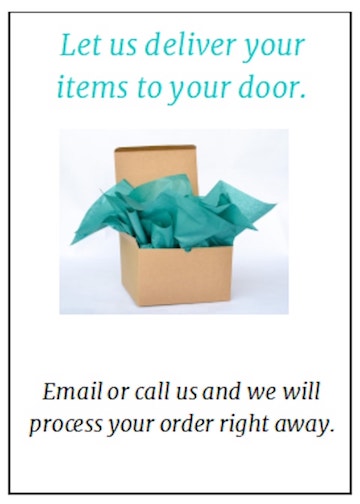 Let us deliver your
items to your door.
Email or call us and we will
process your order right away.